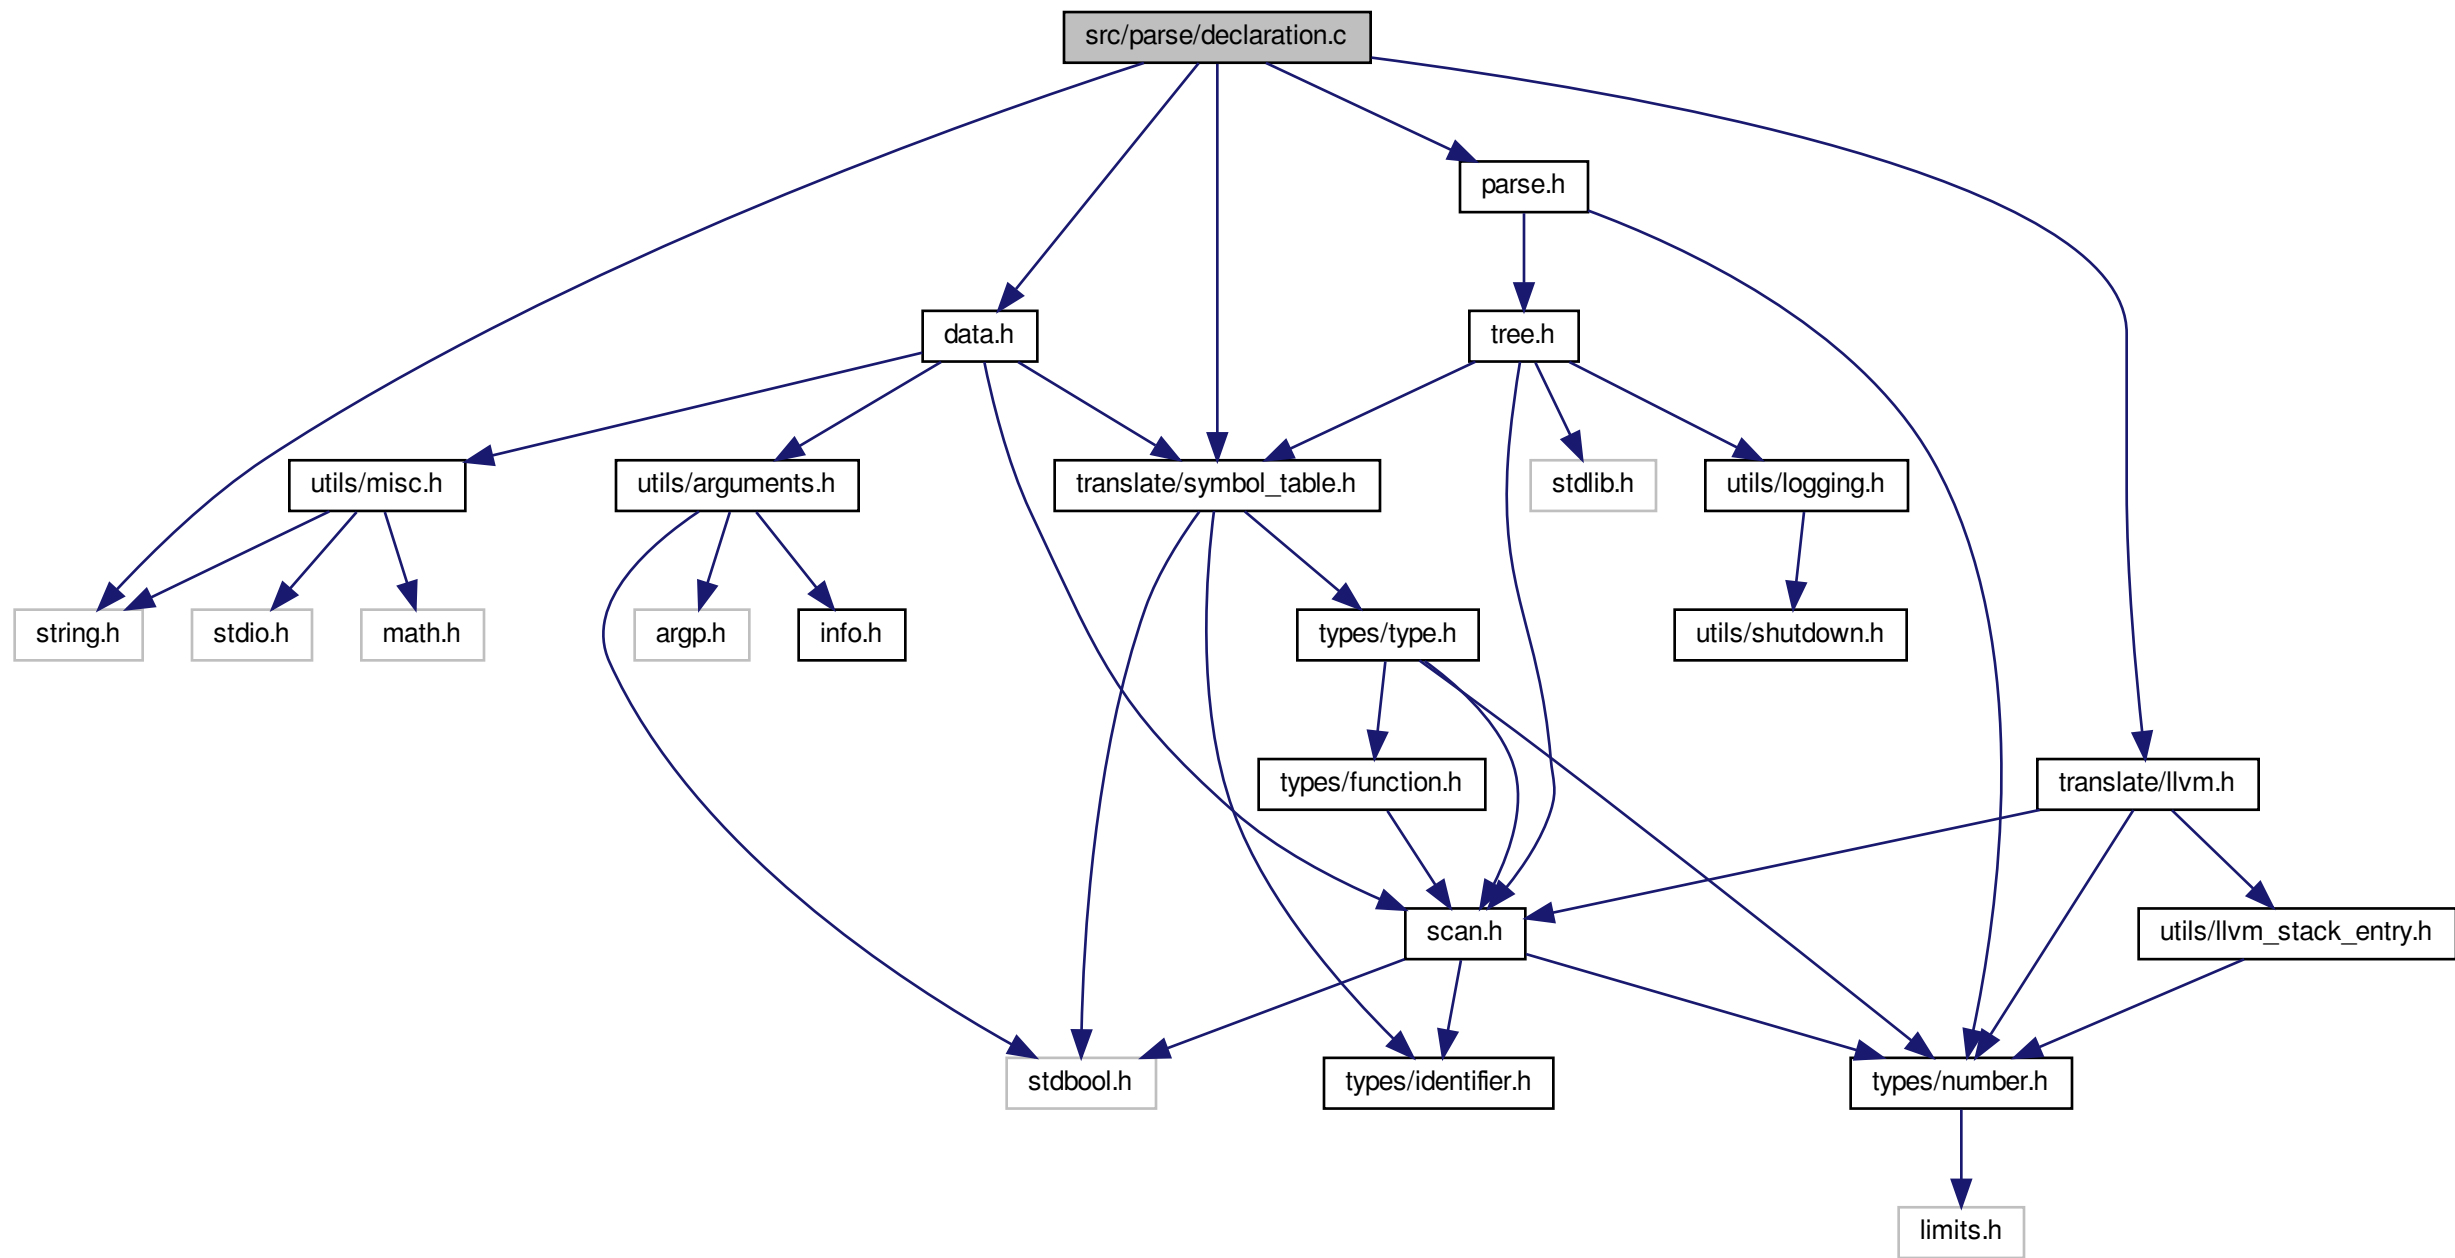 src/parse/declaration.c
parse.h
data.h
tree.h
utils/misc.h
utils/arguments.h
translate/symbol_table.h
stdlib.h
utils/logging.h
string.h
stdio.h
math.h
argp.h
info.h
types/type.h
utils/shutdown.h
types/function.h
translate/llvm.h
scan.h
utils/llvm_stack_entry.h
stdbool.h
types/identifier.h
types/number.h
limits.h